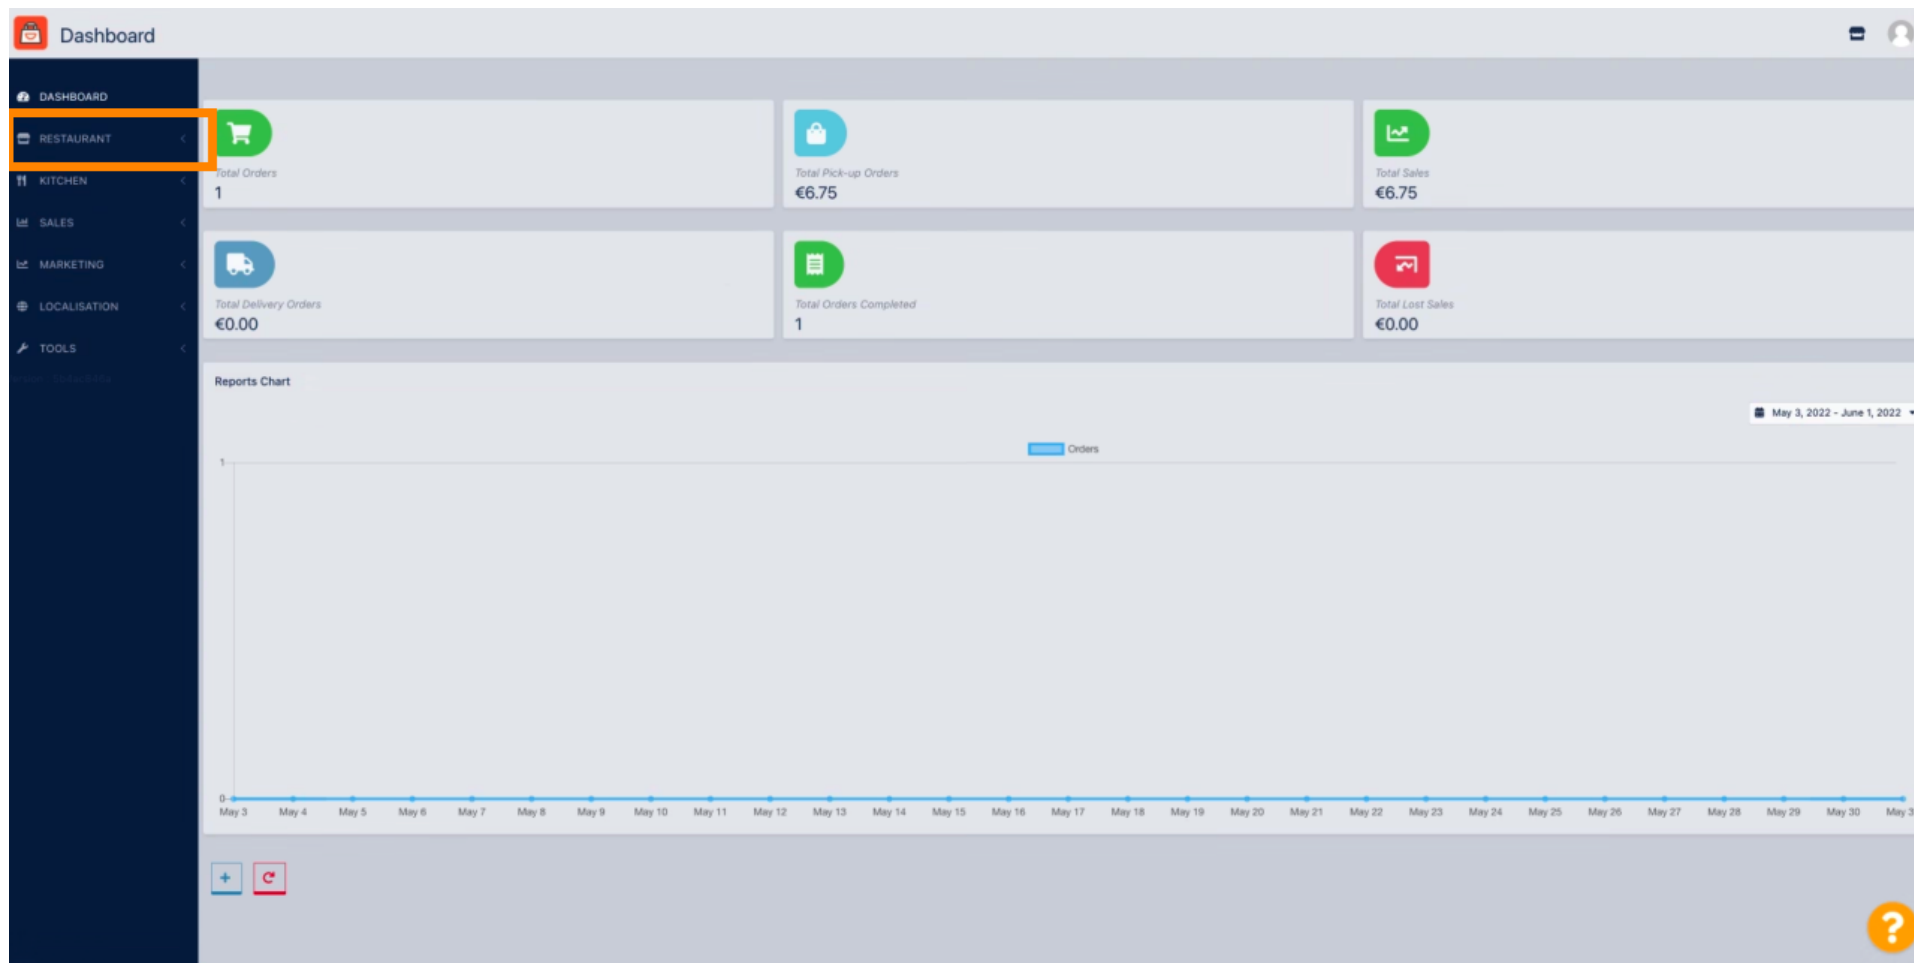 Dashboard
DASHBOARD
RESTAURANT
KITCHEN
SALES
MARKETING
LOCALISATION
TOOLS
Total Orders
1
Total Pick-up Orders
€6.75
Total Sales
€6.75
Total Delivery Orders
€0.00
Total Orders Completed
1
Total Lost Sales
€0.00
Reports Chart
May 3, 2022 - June 1, 2022
Orders
1
0
May 3 May 4 May 5 May 6 May 7 May 8 May 9 May 10 May 11 May 12 May 13 May 14 May 15 May 16 May 17 May 18 May 19 May 20 May 21 May 22 May 23 May 24 May 25 May 26 May 27 May 28 May 29 May 30 May 3
+
?